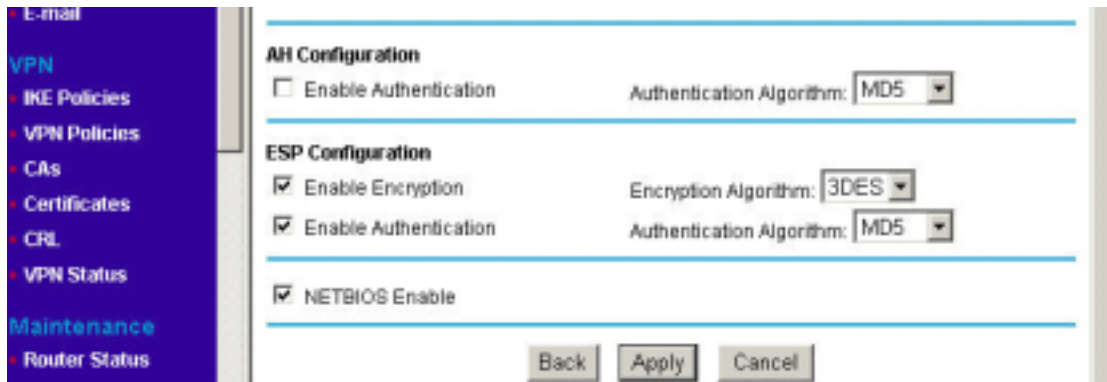 E-mail
VPN
IKE Policies
VPN Policies
CAs
Certificates
CRL
VPN Status
Maintenance
Router Status
AH Configuration
Enable Authentication Authentication Algorithm: MD5
ESP Configuration
Enable Encryption Encryption Algorithm: 3DES
Enable Authentication Authentication Algorithm: MD5
NETBIOS Enable
Back Apply Cancel